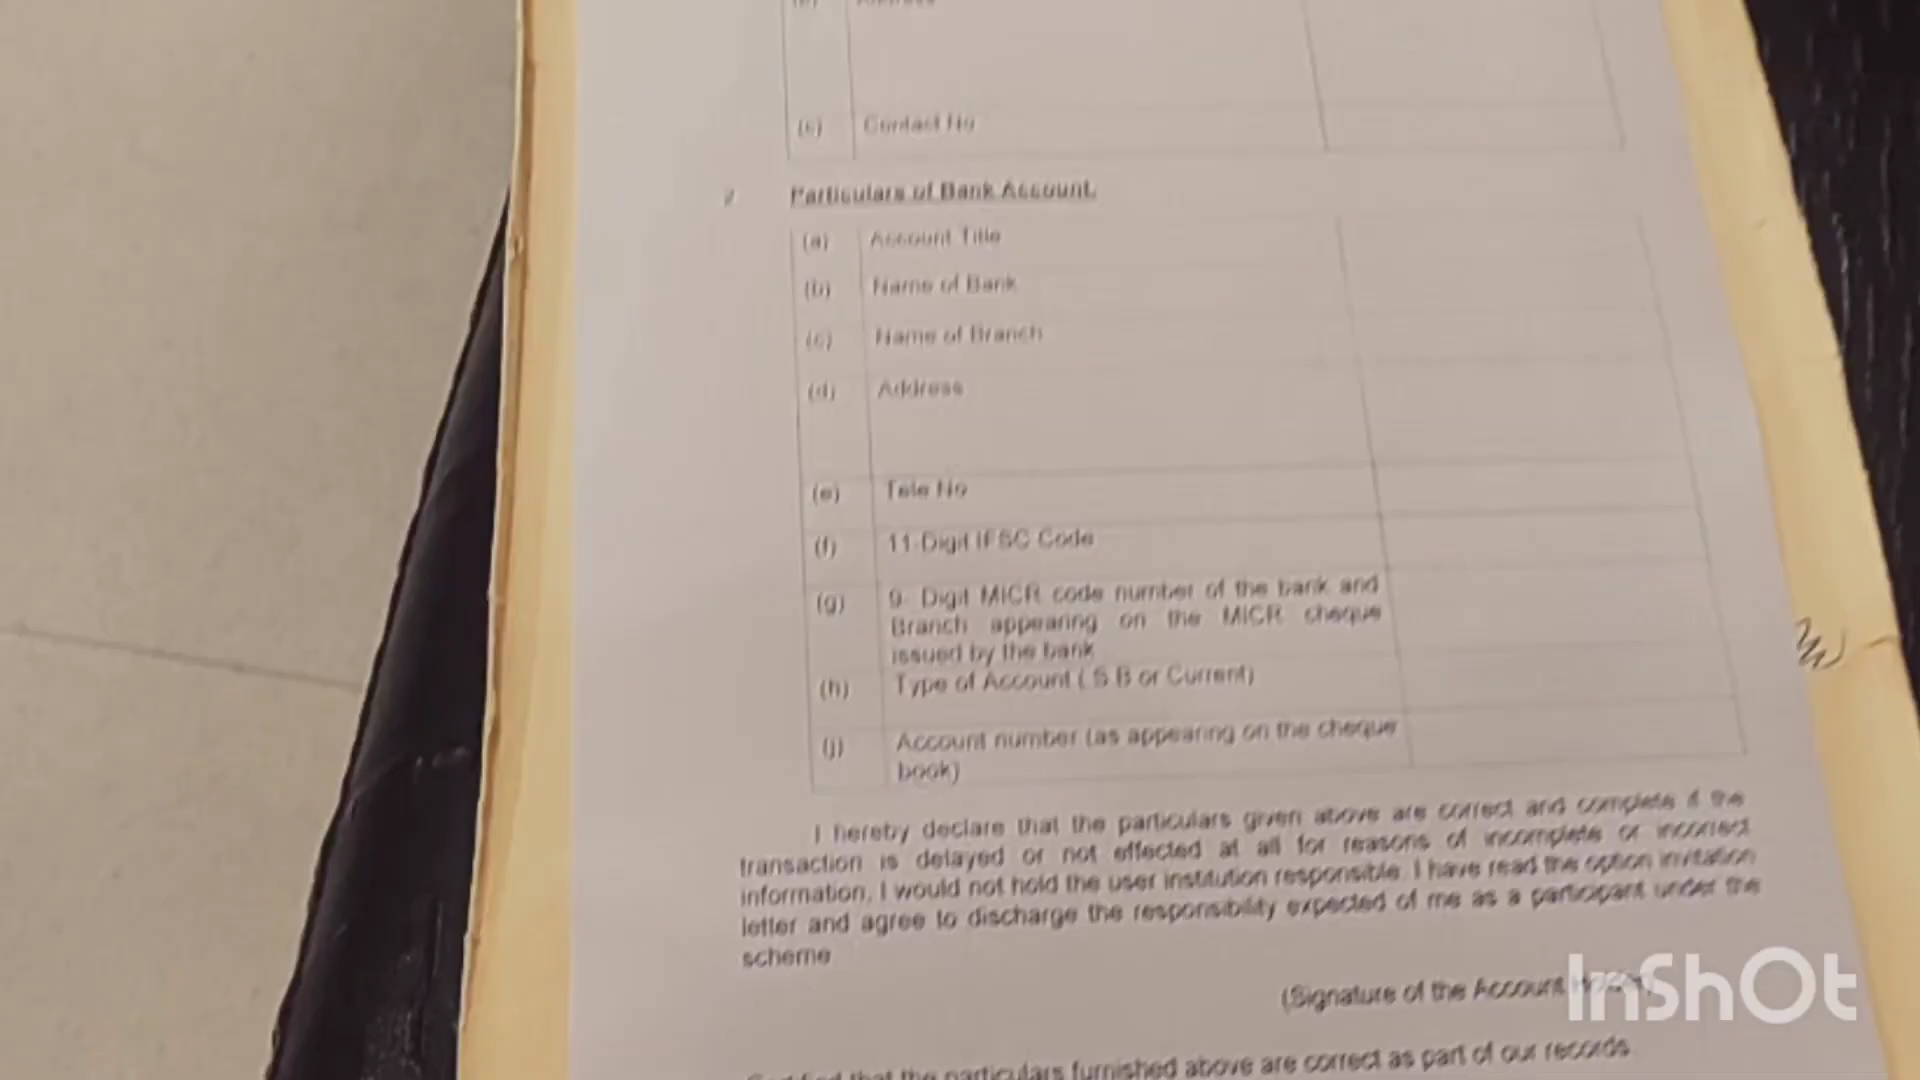 (b) Address
(c) Contact No
2 Particulars of Bank Account.
(a) Account Title
(b) Name of Bank
(c) Name of Branch
(d) Address
(e) Tele No
(f) 11-Digit IFSC Code
(g) 9- Digit MICR code number of the bank and
Branch appearing on the MICR cheque
issued by the bank
(h) Type of Account ( S.B or Current)
(j) Account number (as appearing on the cheque
book)
I hereby declare that the particulars given above are correct and complete if the
transaction is delayed or not effected at all for reasons of incomplete or incorrect
information, I would not hold the user institution responsible. I have read the option invitation
letter and agree to discharge the responsibility expected of me as a participant under the
scheme
(Signature of the Account
InShOt
that the particulars furnished above are correct as part of our records